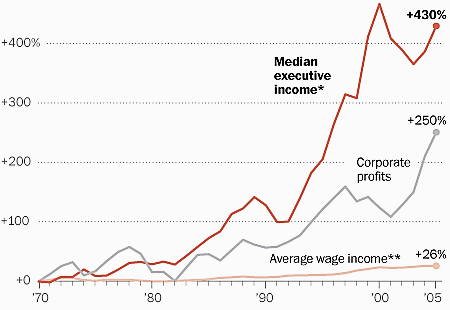 +430%
+400%
Median
executive
income*
+300
+250%
+200
Corporate
profits
+100
Average wage income**
+26%
+0
'70
'80
'90
'00
'05